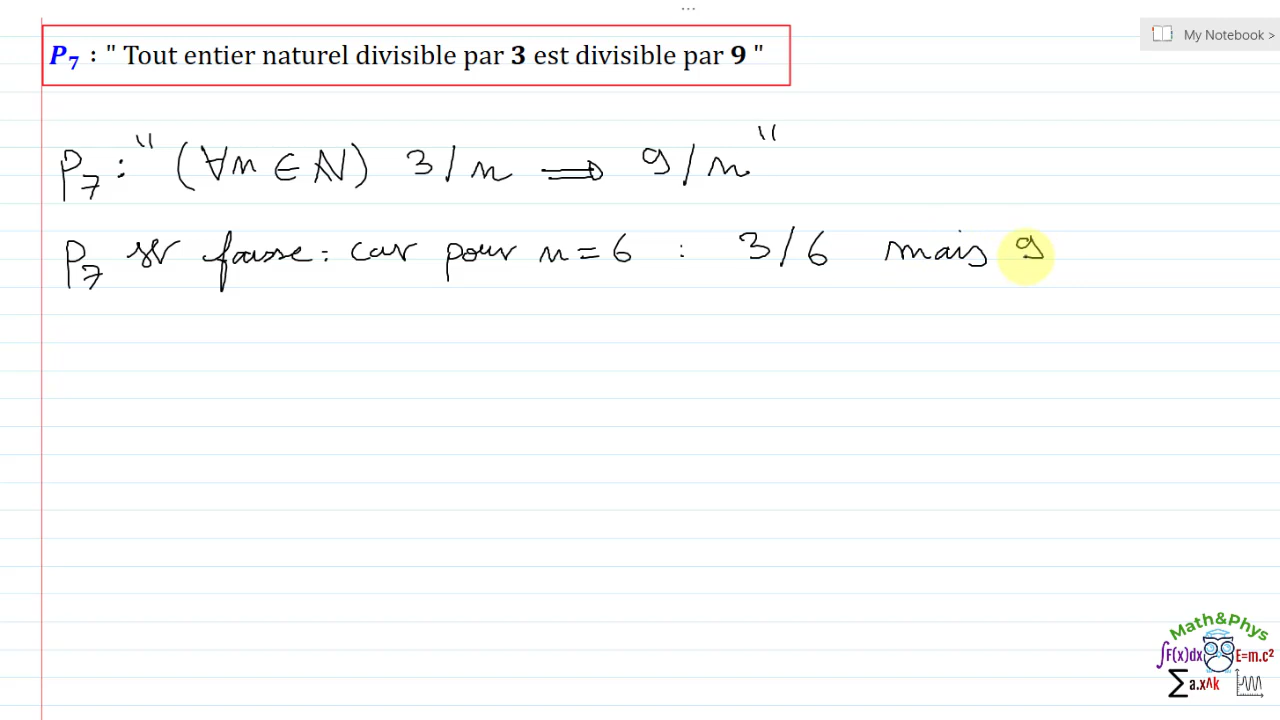 ...
My Notebook >
P₇ : " Tout entier naturel divisible par 3 est divisible par 9 "
P₇ : " (∀n ∈ ℕ) 3/n ⟹ 9/n "
P₇ est fausse : car pour n = 6 : 3/6 mais 9
Math&Phys
∫F(x)dx E=m.c²
∑ a.x^k